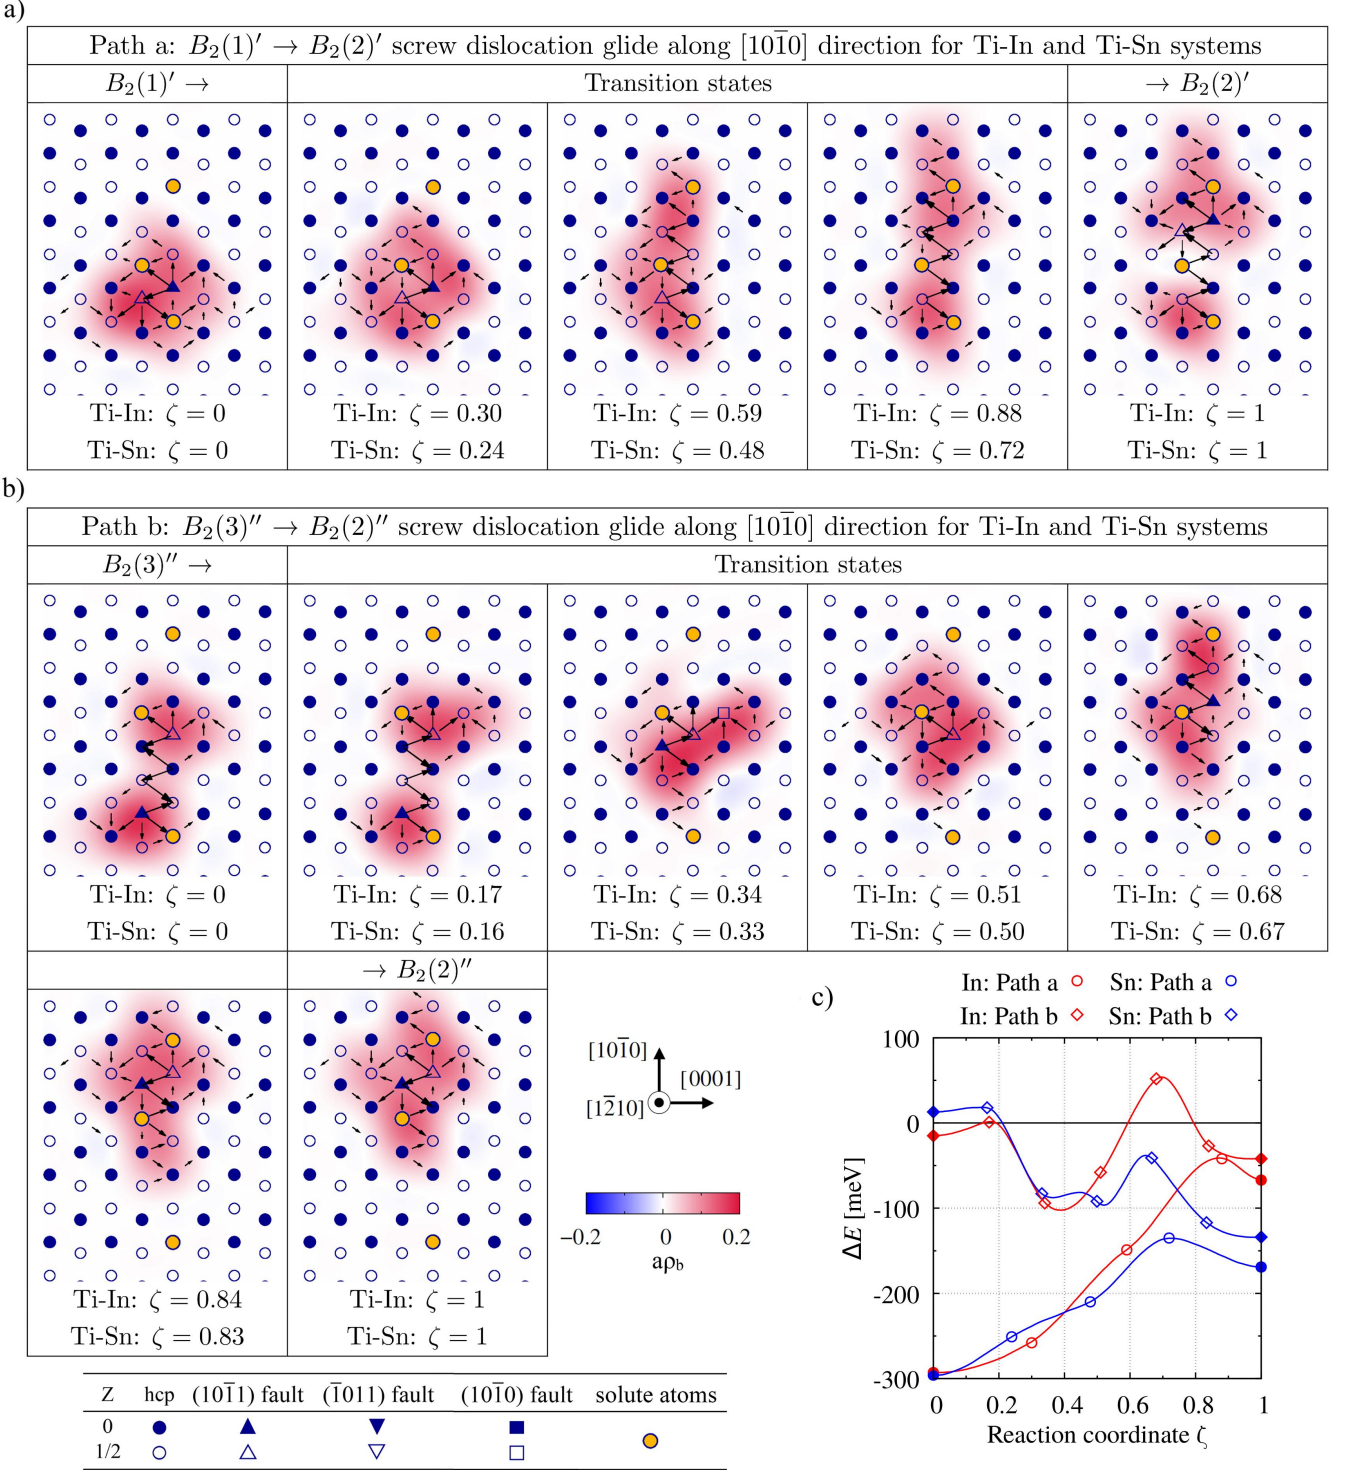 a)
Path a: B₂(1)′ → B₂(2)′ screw dislocation glide along [101̅0] direction for Ti-In and Ti-Sn systems
B₂(1)′ → Transition states → B₂(2)′
Ti-In: ζ = 0 Ti-In: ζ = 0.30 Ti-In: ζ = 0.59 Ti-In: ζ = 0.88 Ti-In: ζ = 1
Ti-Sn: ζ = 0 Ti-Sn: ζ = 0.24 Ti-Sn: ζ = 0.48 Ti-Sn: ζ = 0.72 Ti-Sn: ζ = 1
b)
Path b: B₂(3)″ → B₂(2)″ screw dislocation glide along [101̅0] direction for Ti-In and Ti-Sn systems
B₂(3)″ → Transition states
Ti-In: ζ = 0 Ti-In: ζ = 0.17 Ti-In: ζ = 0.34 Ti-In: ζ = 0.51 Ti-In: ζ = 0.68
Ti-Sn: ζ = 0 Ti-Sn: ζ = 0.16 Ti-Sn: ζ = 0.33 Ti-Sn: ζ = 0.50 Ti-Sn: ζ = 0.67
→ B₂(2)″
Ti-In: ζ = 0.84 Ti-In: ζ = 1
Ti-Sn: ζ = 0.83 Ti-Sn: ζ = 1
[101̅0]
[0001]
[12̅10]
−0.2 0 0.2
aρb
c)
In: Path a Sn: Path a
In: Path b Sn: Path b
100
0
-100
-200
-300
ΔE [meV]
0 0.2 0.4 0.6 0.8 1
Reaction coordinate ζ
Z hcp (101̅1) fault (1̅011) fault (101̅0) fault solute atoms
0
1/2